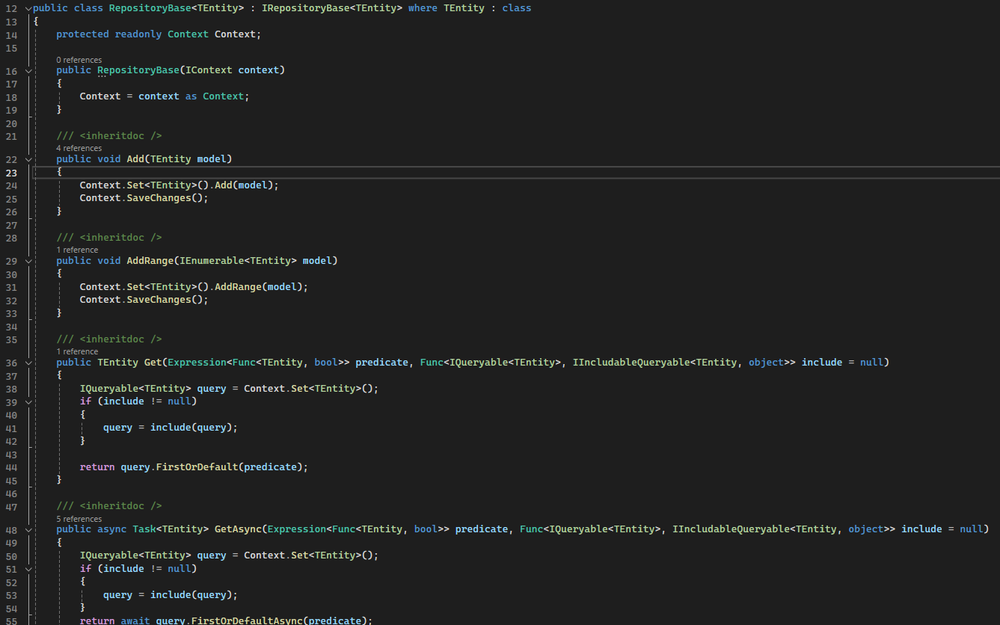 12 public class RepositoryBase<TEntity> : IRepositoryBase<TEntity> where TEntity : class
13 {
14     protected readonly Context Context;
15
0 references
16     public RepositoryBase(IContext context)
17     {
18         Context = context as Context;
19     }
20
21     /// <inheritdoc />
4 references
22     public void Add(TEntity model)
23     {
24         Context.Set<TEntity>().Add(model);
25         Context.SaveChanges();
26     }
27
28     /// <inheritdoc />
1 reference
29     public void AddRange(IEnumerable<TEntity> model)
30     {
31         Context.Set<TEntity>().AddRange(model);
32         Context.SaveChanges();
33     }
34
35     /// <inheritdoc />
1 reference
36     public TEntity Get(Expression<Func<TEntity, bool>> predicate, Func<IQueryable<TEntity>, IIncludableQueryable<TEntity, object>> include = null)
37     {
38         IQueryable<TEntity> query = Context.Set<TEntity>();
39         if (include != null)
40         {
41             query = include(query);
42         }
43
44         return query.FirstOrDefault(predicate);
45     }
46
47     /// <inheritdoc />
5 references
48     public async Task<TEntity> GetAsync(Expression<Func<TEntity, bool>> predicate, Func<IQueryable<TEntity>, IIncludableQueryable<TEntity, object>> include = null)
49     {
50         IQueryable<TEntity> query = Context.Set<TEntity>();
51         if (include != null)
52         {
53             query = include(query);
54         }
55         return await query.FirstOrDefaultAsync(predicate);